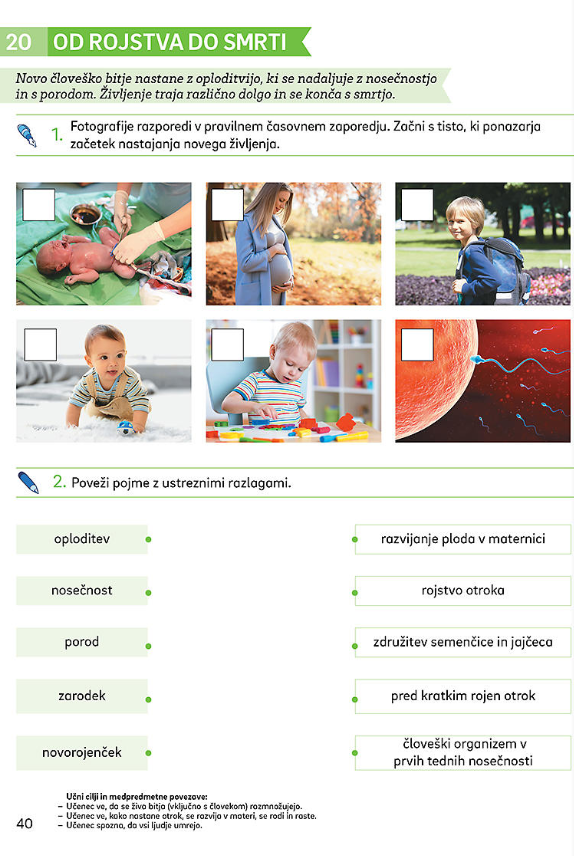 20 OD ROJSTVA DO SMRTI
Novo človeško bitje nastane z oploditvijo, ki se nadaljuje z nosečnostjo
in s porodom. Življenje traja različno dolgo in se konča s smrtjo.
1. Fotografije razporedi v pravilnem časovnem zaporedju. Začni s tisto, ki ponazarja
začetek nastajanja novega življenja.
2. Poveži pojme z ustreznimi razlagami.
oploditev
razvijanje ploda v maternici
nosečnost
rojstvo otroka
porod
združitev semenčice in jajčeca
zarodek
pred kratkim rojen otrok
novorojenček
človeški organizem v
prvih tednih nosečnosti
Učni cilji in medpredmetne povezave:
– Učenec ve, da se živa bitja (vključno s človekom) razmnožujejo.
– Učenec ve, kako nastane otrok, se razvija v materi, se rodi in raste.
– Učenec spozna, da vsi ljudje umrejo.
40